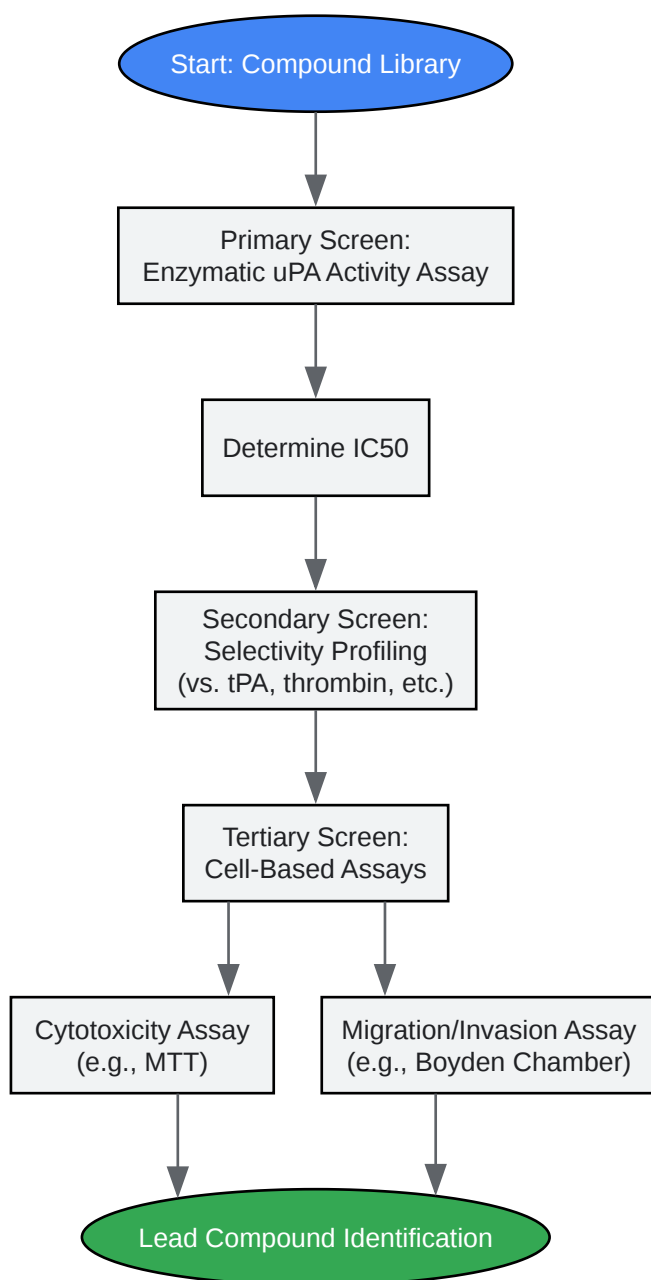 Start: Compound Library
Primary Screen:
Enzymatic uPA Activity Assay
Determine IC50
Secondary Screen:
Selectivity Profiling
(vs. tPA, thrombin, etc.)
Tertiary Screen:
Cell-Based Assays
Cytotoxicity Assay
(e.g., MTT)
Migration/Invasion Assay
(e.g., Boyden Chamber)
Lead Compound Identification